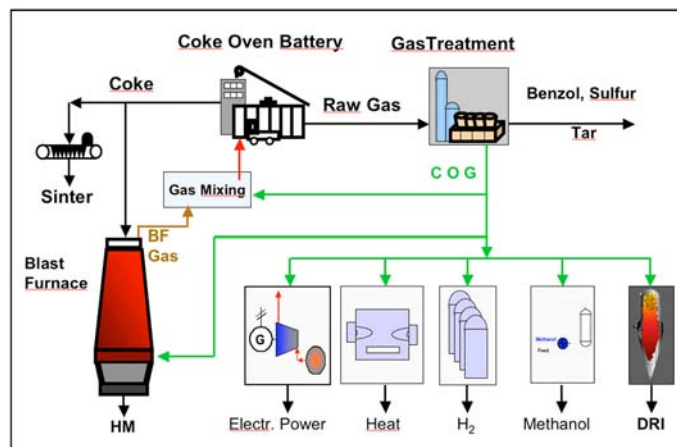 Coke Oven Battery
GasTreatment
Coke
Raw Gas
Benzol, Sulfur
Tar
C O G
Sinter
Gas Mixing
BF
Gas
Blast
Furnace
G
Methanol
Feed
HM
Electr. Power
Heat
H₂
Methanol
DRI